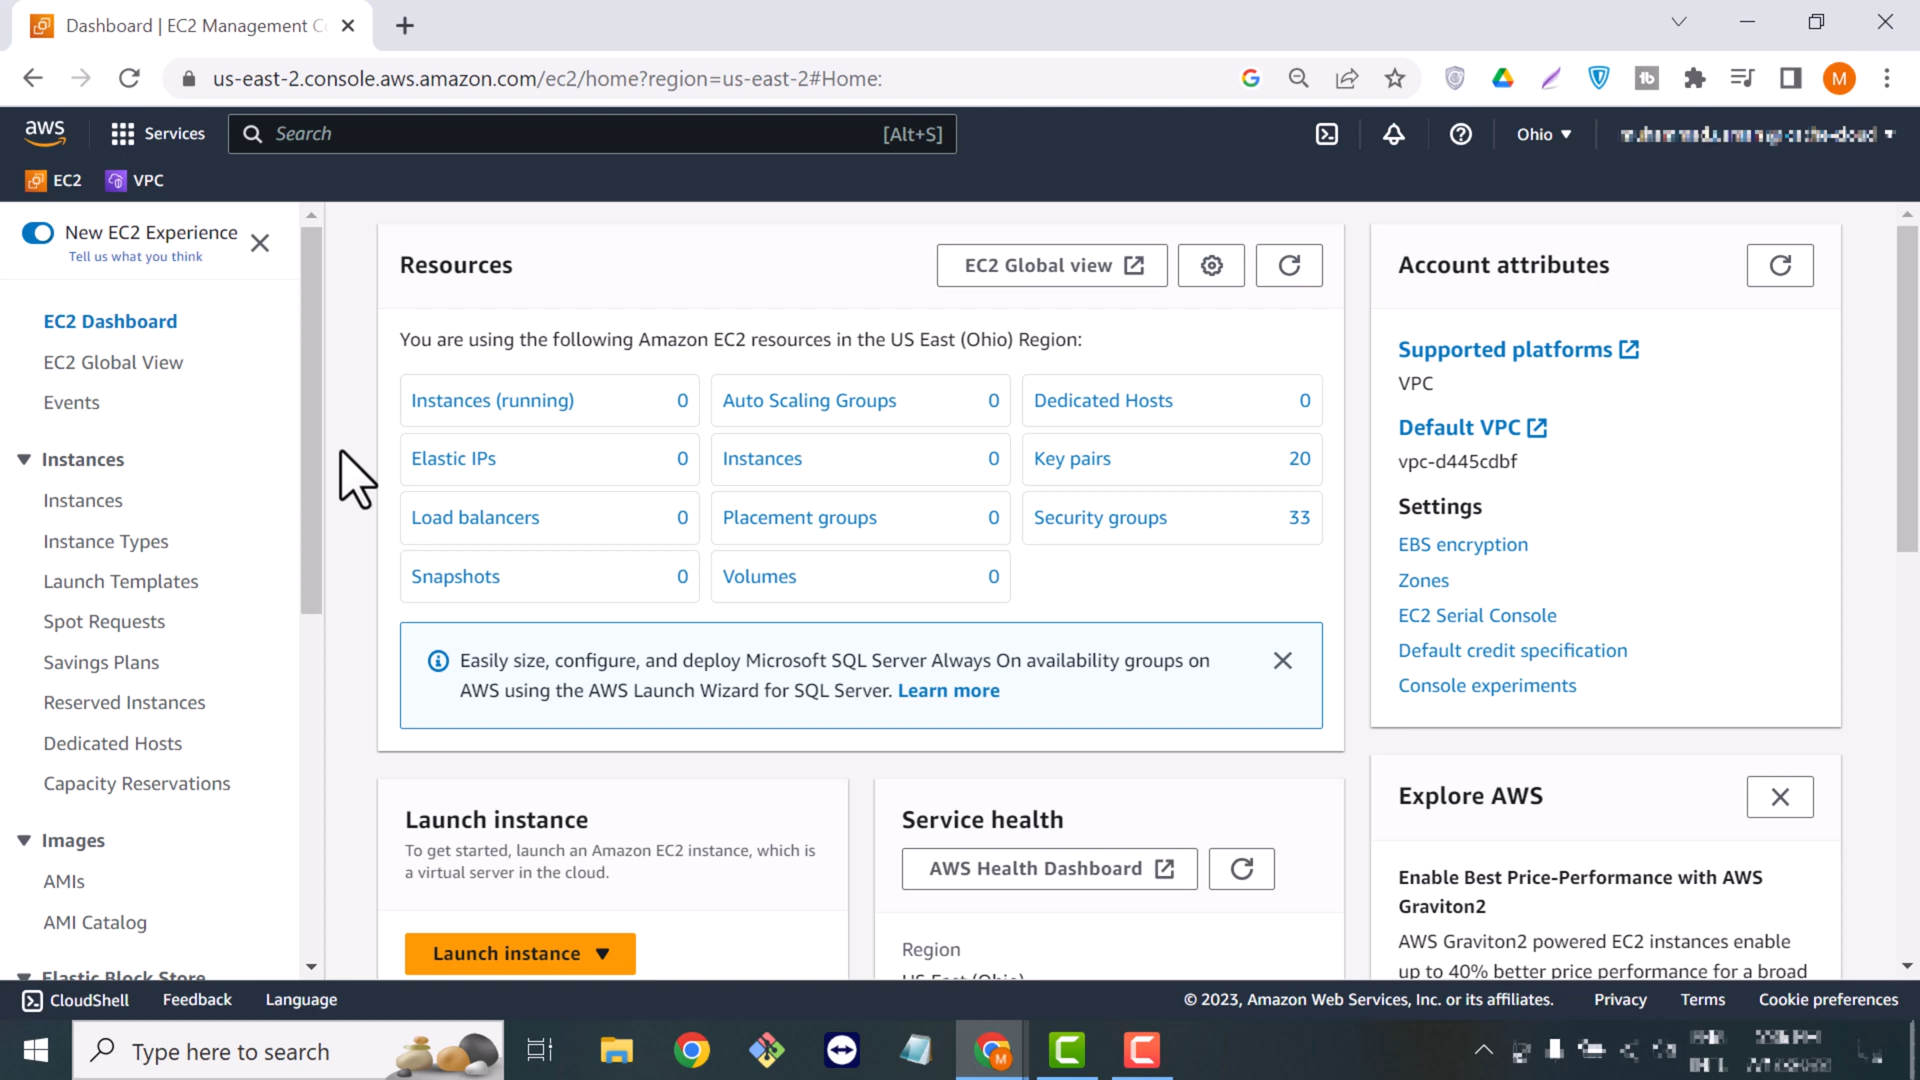 Dashboard | EC2 Management C
us-east-2.console.aws.amazon.com/ec2/home?region=us-east-2#Home:
M
aws
Services
Search
[Alt+S]
Ohio
EC2
VPC
New EC2 Experience
Tell us what you think
EC2 Dashboard
EC2 Global View
Events
Instances
Instances
Instance Types
Launch Templates
Spot Requests
Savings Plans
Reserved Instances
Dedicated Hosts
Capacity Reservations
Images
AMIs
AMI Catalog
Elastic Block Store
Resources
EC2 Global view
You are using the following Amazon EC2 resources in the US East (Ohio) Region:
Instances (running) 0
Auto Scaling Groups 0
Dedicated Hosts 0
Elastic IPs 0
Instances 0
Key pairs 20
Load balancers 0
Placement groups 0
Security groups 33
Snapshots 0
Volumes 0
Easily size, configure, and deploy Microsoft SQL Server Always On availability groups on
AWS using the AWS Launch Wizard for SQL Server. Learn more
Launch instance
To get started, launch an Amazon EC2 instance, which is
a virtual server in the cloud.
Launch instance
Service health
AWS Health Dashboard
Region
US East (Ohio)
Account attributes
Supported platforms
VPC
Default VPC
vpc-d445cdbf
Settings
EBS encryption
Zones
EC2 Serial Console
Default credit specification
Console experiments
Explore AWS
Enable Best Price-Performance with AWS
Graviton2
AWS Graviton2 powered EC2 instances enable
up to 40% better price performance for a broad
CloudShell
Feedback
Language
© 2023, Amazon Web Services, Inc. or its affiliates.
Privacy
Terms
Cookie preferences
Type here to search